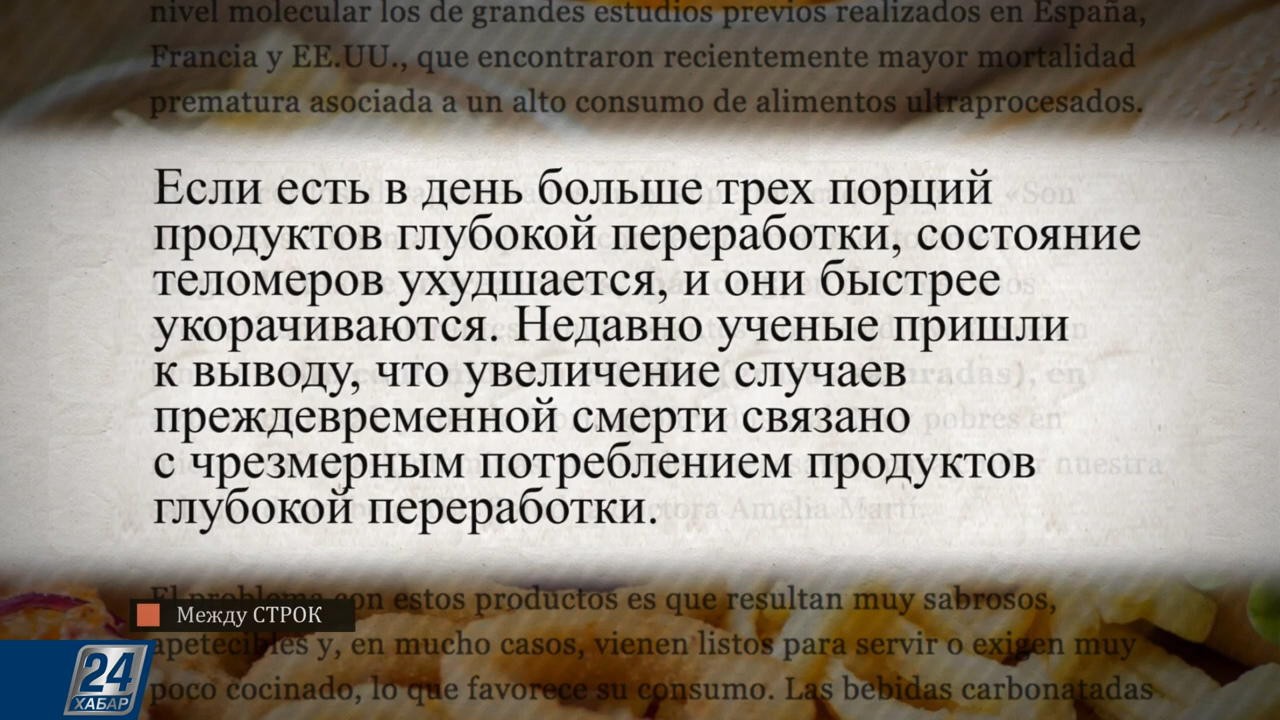 nivel molecular los de grandes estudios previos realizados en España,
Francia y EE.UU., que encontraron recientemente mayor mortalidad
prematura asociada a un alto consumo de alimentos ultraprocesados.
Если есть в день больше трех порций
продуктов глубокой переработки, состояние
теломеров ухудшается, и они быстрее
укорачиваются. Недавно ученые пришли
к выводу, что увеличение случаев
преждевременной смерти связано
с чрезмерным потреблением продуктов
глубокой переработки.
El problema con estos productos es que resultan muy sabrosos,
apetecibles y, en mucho casos, vienen listos para servir o exigen muy
poco cocinado, lo que favorece su consumo. Las bebidas carbonatadas
Между СТРОК
24
ХАБАР